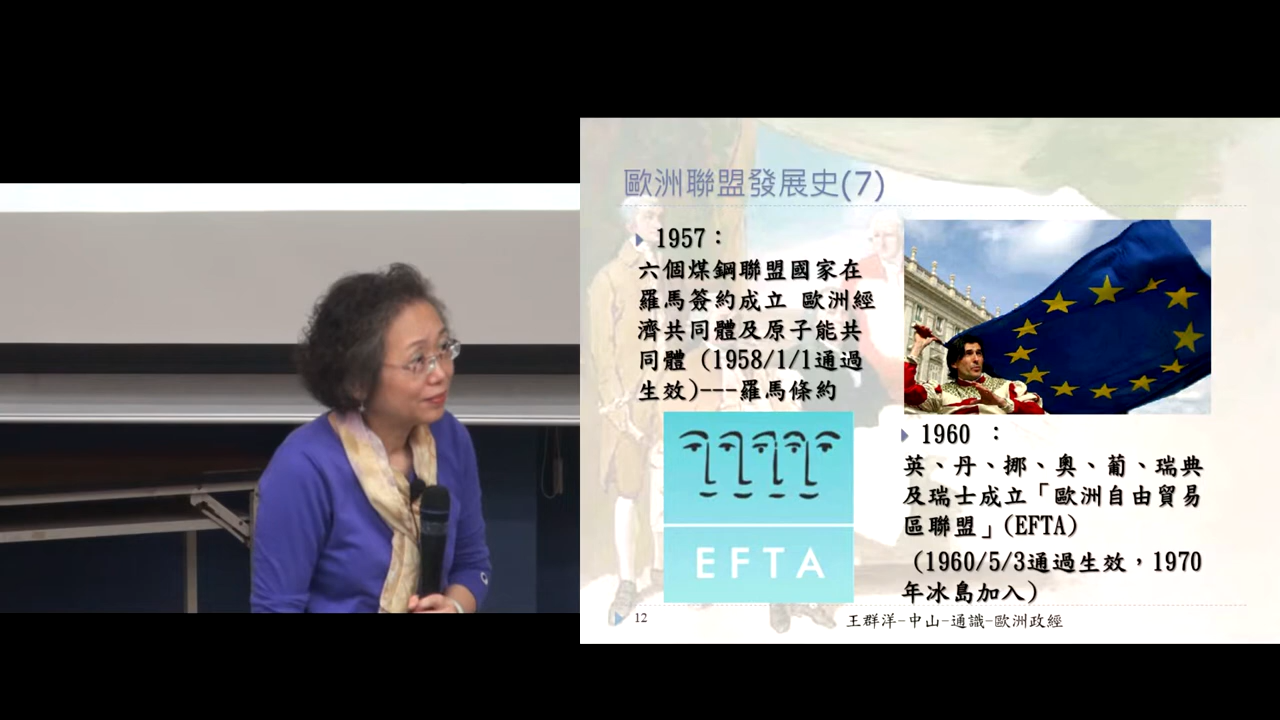 歐洲聯盟發展史(7)
1957：
六個煤鋼聯盟國家在
羅馬簽約成立 歐洲經
濟共同體及原子能共
同體 (1958/1/1通過
生效)---羅馬條約
EFTA
1960 ：
英、丹、挪、奧、葡、瑞典
及瑞士成立「歐洲自由貿易
區聯盟」(EFTA)
(1960/5/3通過生效，1970
年冰島加入)
12
王群洋-中山-通識-歐洲政經